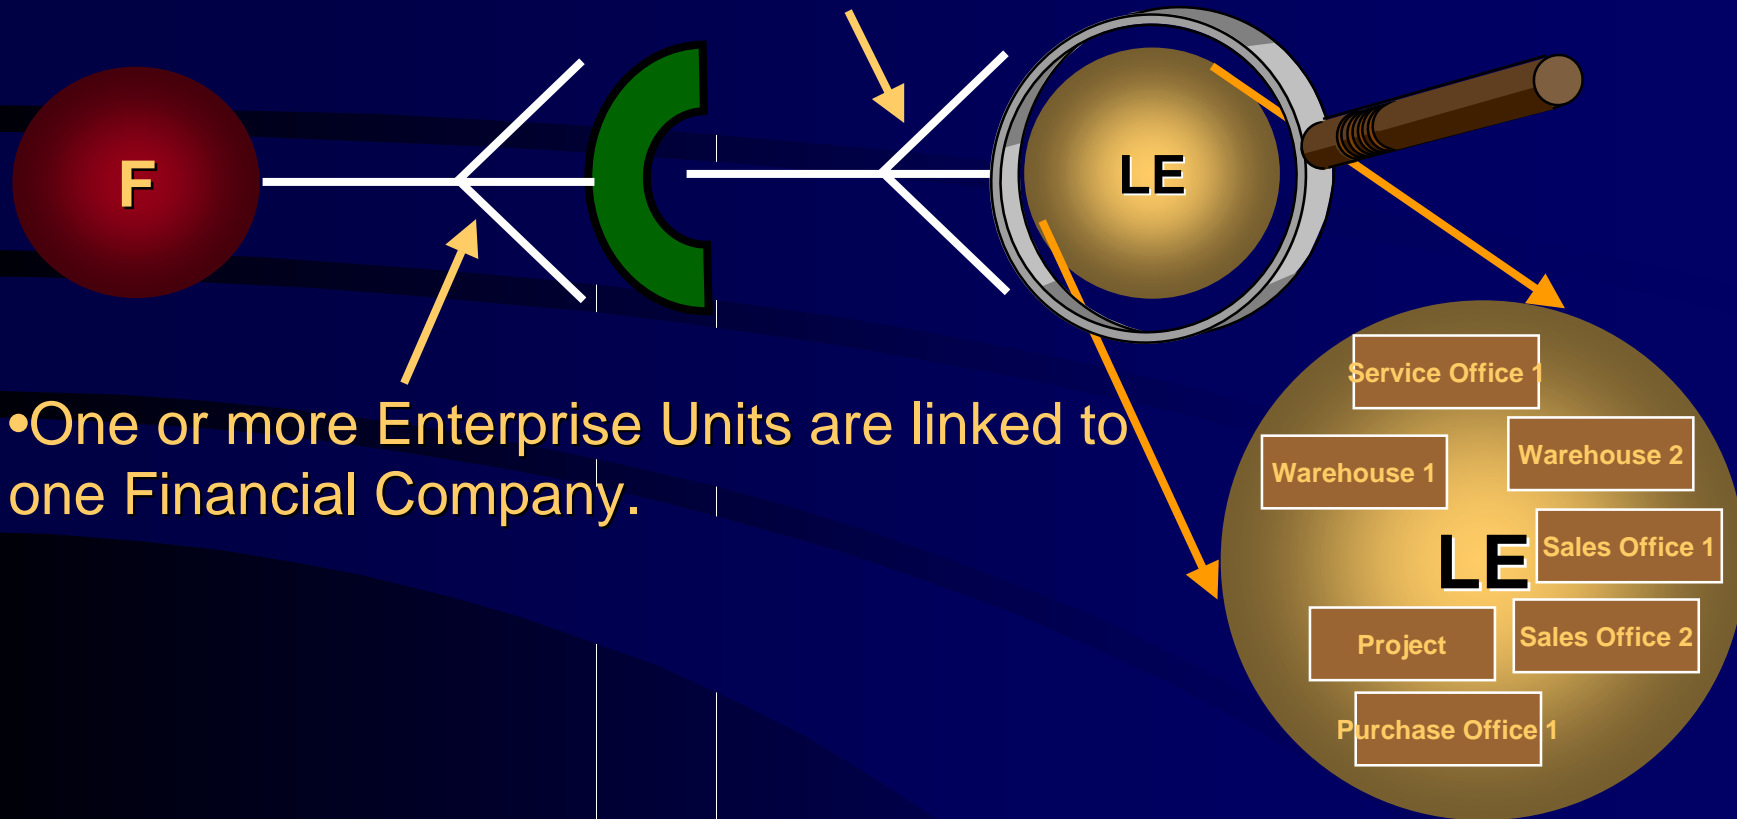 F
LE
•One or more Enterprise Units are linked to
one Financial Company.
Service Office 1
Warehouse 1
Warehouse 2
LE
Sales Office 1
Project
Sales Office 2
Purchase Office 1